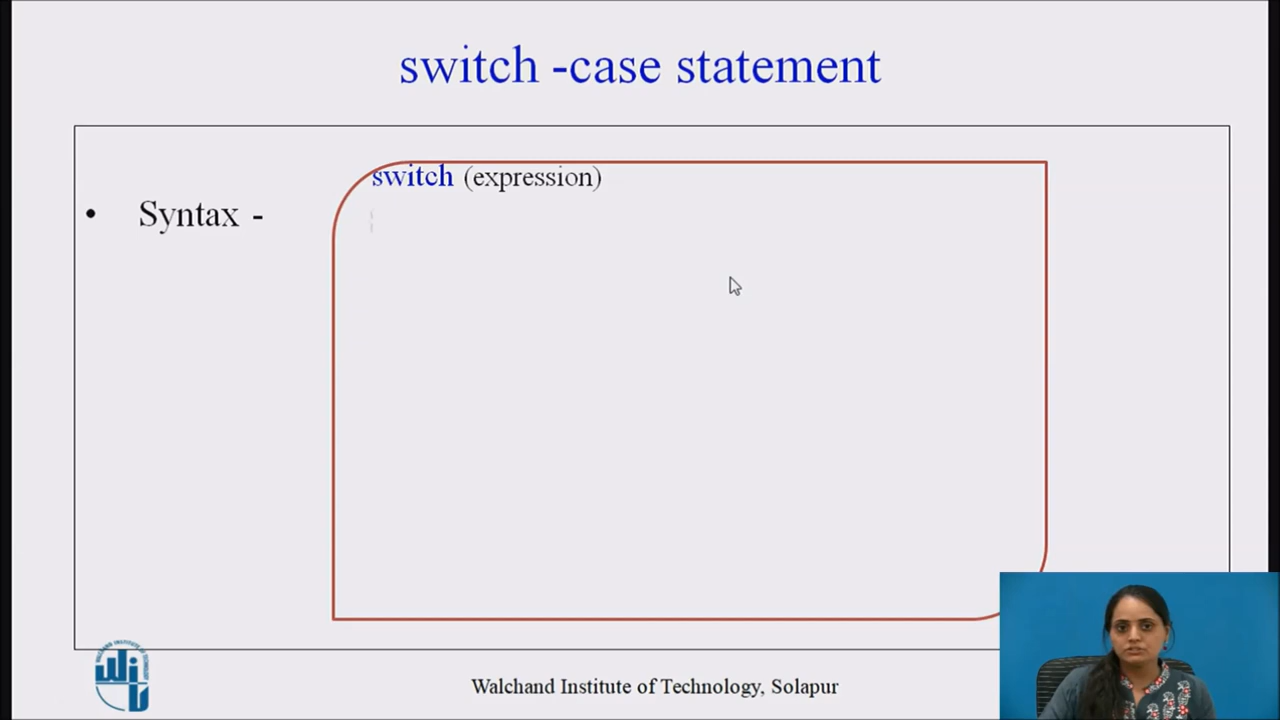 switch -case statement
switch (expression)
• Syntax -
Walchand Institute of Technology, Solapur